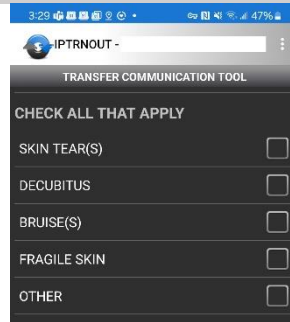 3:29 47%
IPTRNOUT -
TRANSFER COMMUNICATION TOOL
CHECK ALL THAT APPLY
SKIN TEAR(S)
DECUBITUS
BRUISE(S)
FRAGILE SKIN
OTHER